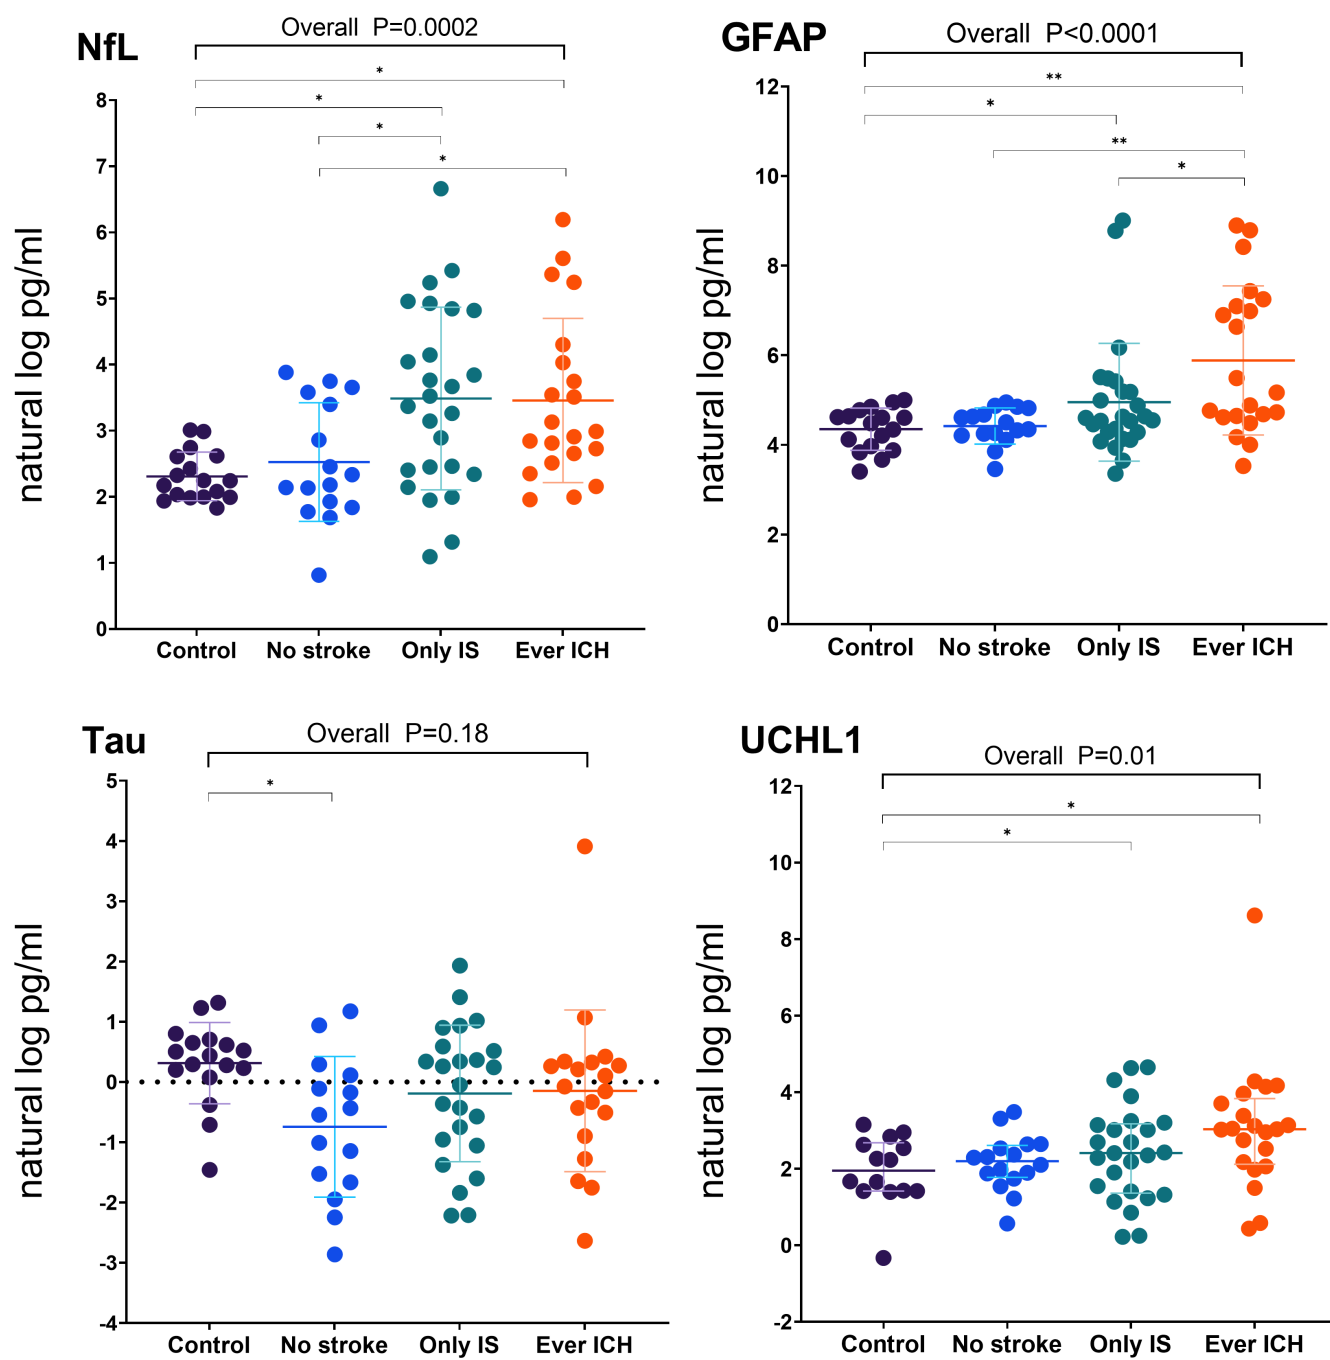 NfL
Overall P=0.0002
*
*
*
*
natural log pg/ml
8
7
6
5
4
3
2
1
0
Control No stroke Only IS Ever ICH
GFAP
Overall P<0.0001
**
*
**
*
natural log pg/ml
12
10
8
6
4
2
0
Control No stroke Only IS Ever ICH
Tau
Overall P=0.18
*
natural log pg/ml
5
4
3
2
1
0
-1
-2
-3
-4
Control No stroke Only IS Ever ICH
UCHL1
Overall P=0.01
*
*
natural log pg/ml
12
10
8
6
4
2
0
-2
Control No stroke Only IS Ever ICH